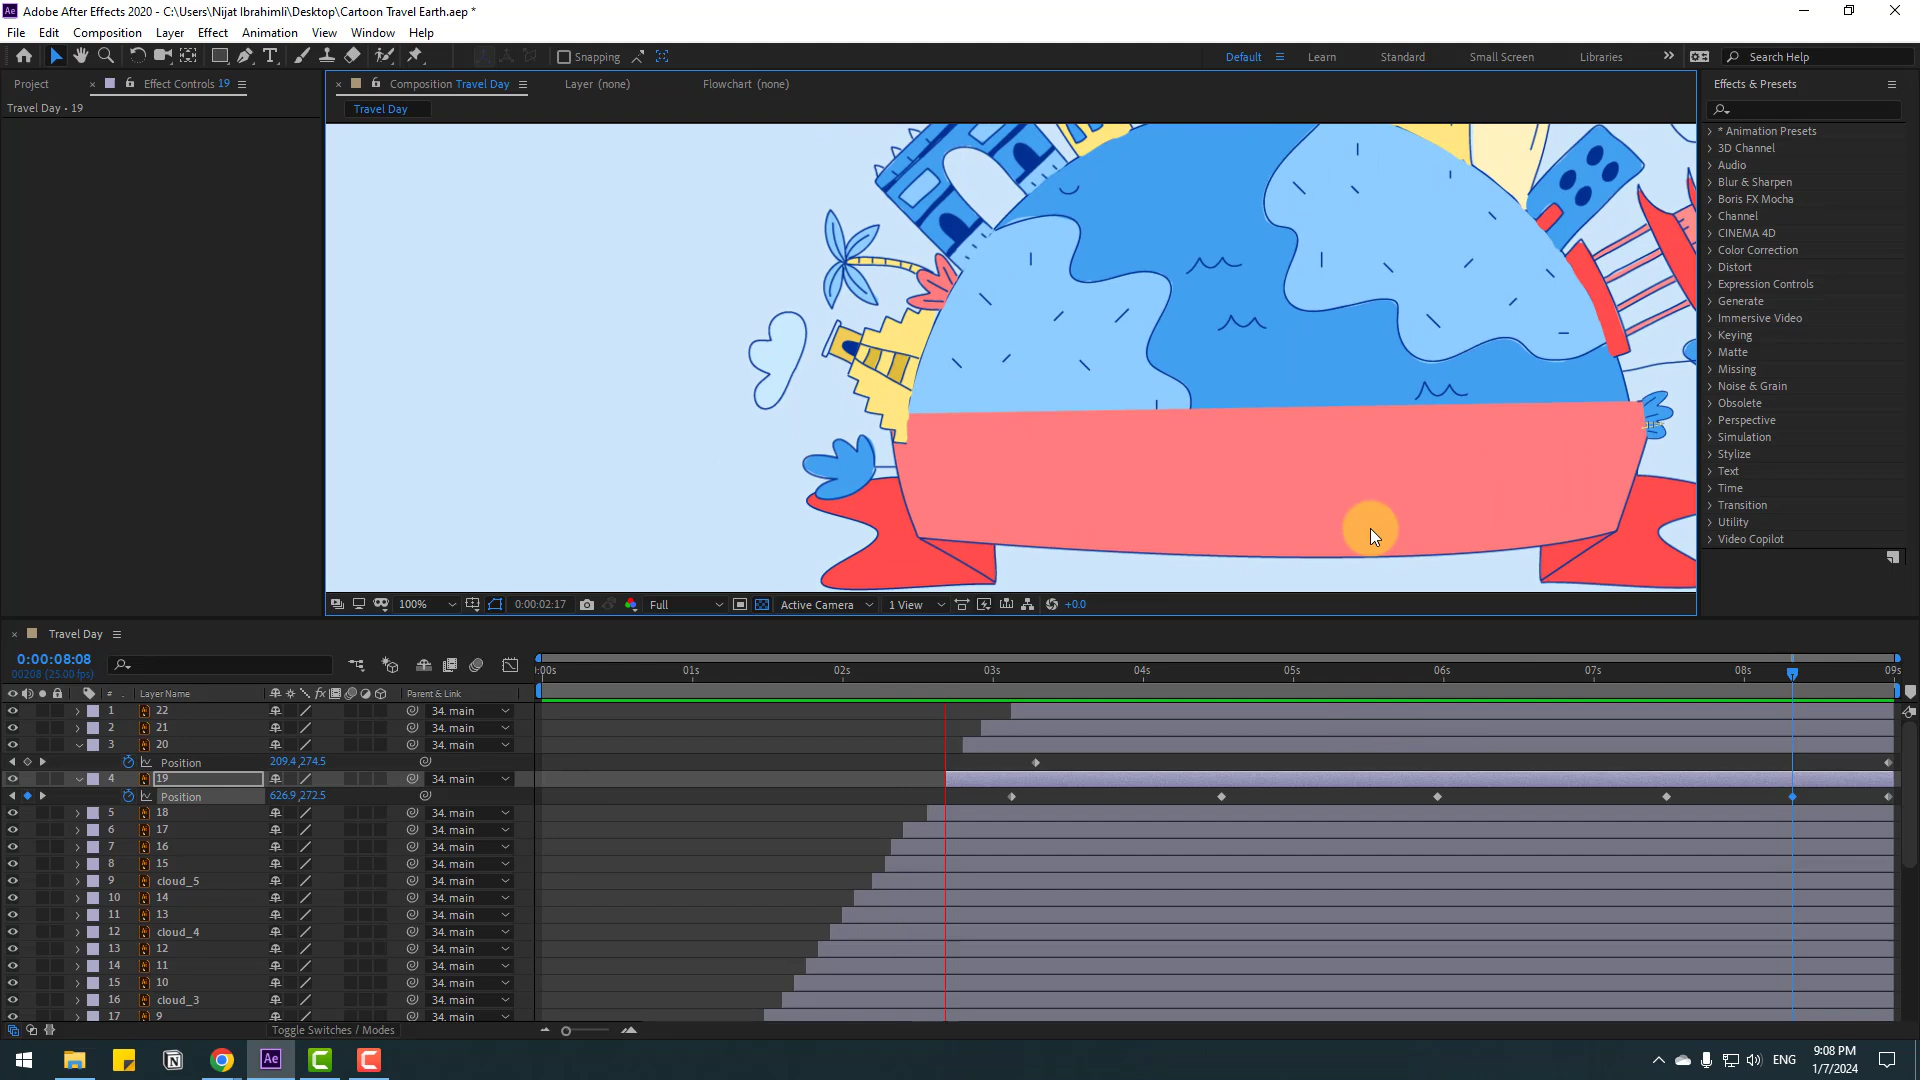 Adobe After Effects 2020 - C:\Users\Nijat Ibrahimli\Desktop\Cartoon Travel Earth.aep *
File Edit Composition Layer Effect Animation View Window Help
Snapping Default Learn Standard Small Screen Libraries Search Help
Project Effect Controls 19 Composition Travel Day Layer (none) Flowchart (none) Effects & Presets
Travel Day • 19
Travel Day
* Animation Presets
3D Channel
Audio
Blur & Sharpen
Boris FX Mocha
Channel
CINEMA 4D
Color Correction
Distort
Expression Controls
Generate
Immersive Video
Keying
Matte
Missing
Noise & Grain
Obsolete
Perspective
Simulation
Stylize
Text
Time
Transition
Utility
Video Copilot
100% 0:00:02:17 Full Active Camera 1 View +0.0
Travel Day
0:00:08:08
00208 (25.00 fps)
:00s 01s 02s 03s 04s 05s 06s 07s 08s 09s
# Layer Name fx Parent & Link
1 22 34. main
2 21 34. main
3 20 34. main
Position 209.4,274.5
4 19 34. main
Position 626.9,272.5
5 18 34. main
6 17 34. main
7 16 34. main
8 15 34. main
9 cloud_5 34. main
10 14 34. main
11 13 34. main
12 cloud_4 34. main
13 12 34. main
14 11 34. main
15 10 34. main
16 cloud_3 34. main
17 9 34. main
Toggle Switches / Modes
Ae
ENG
9:08 PM
1/7/2024